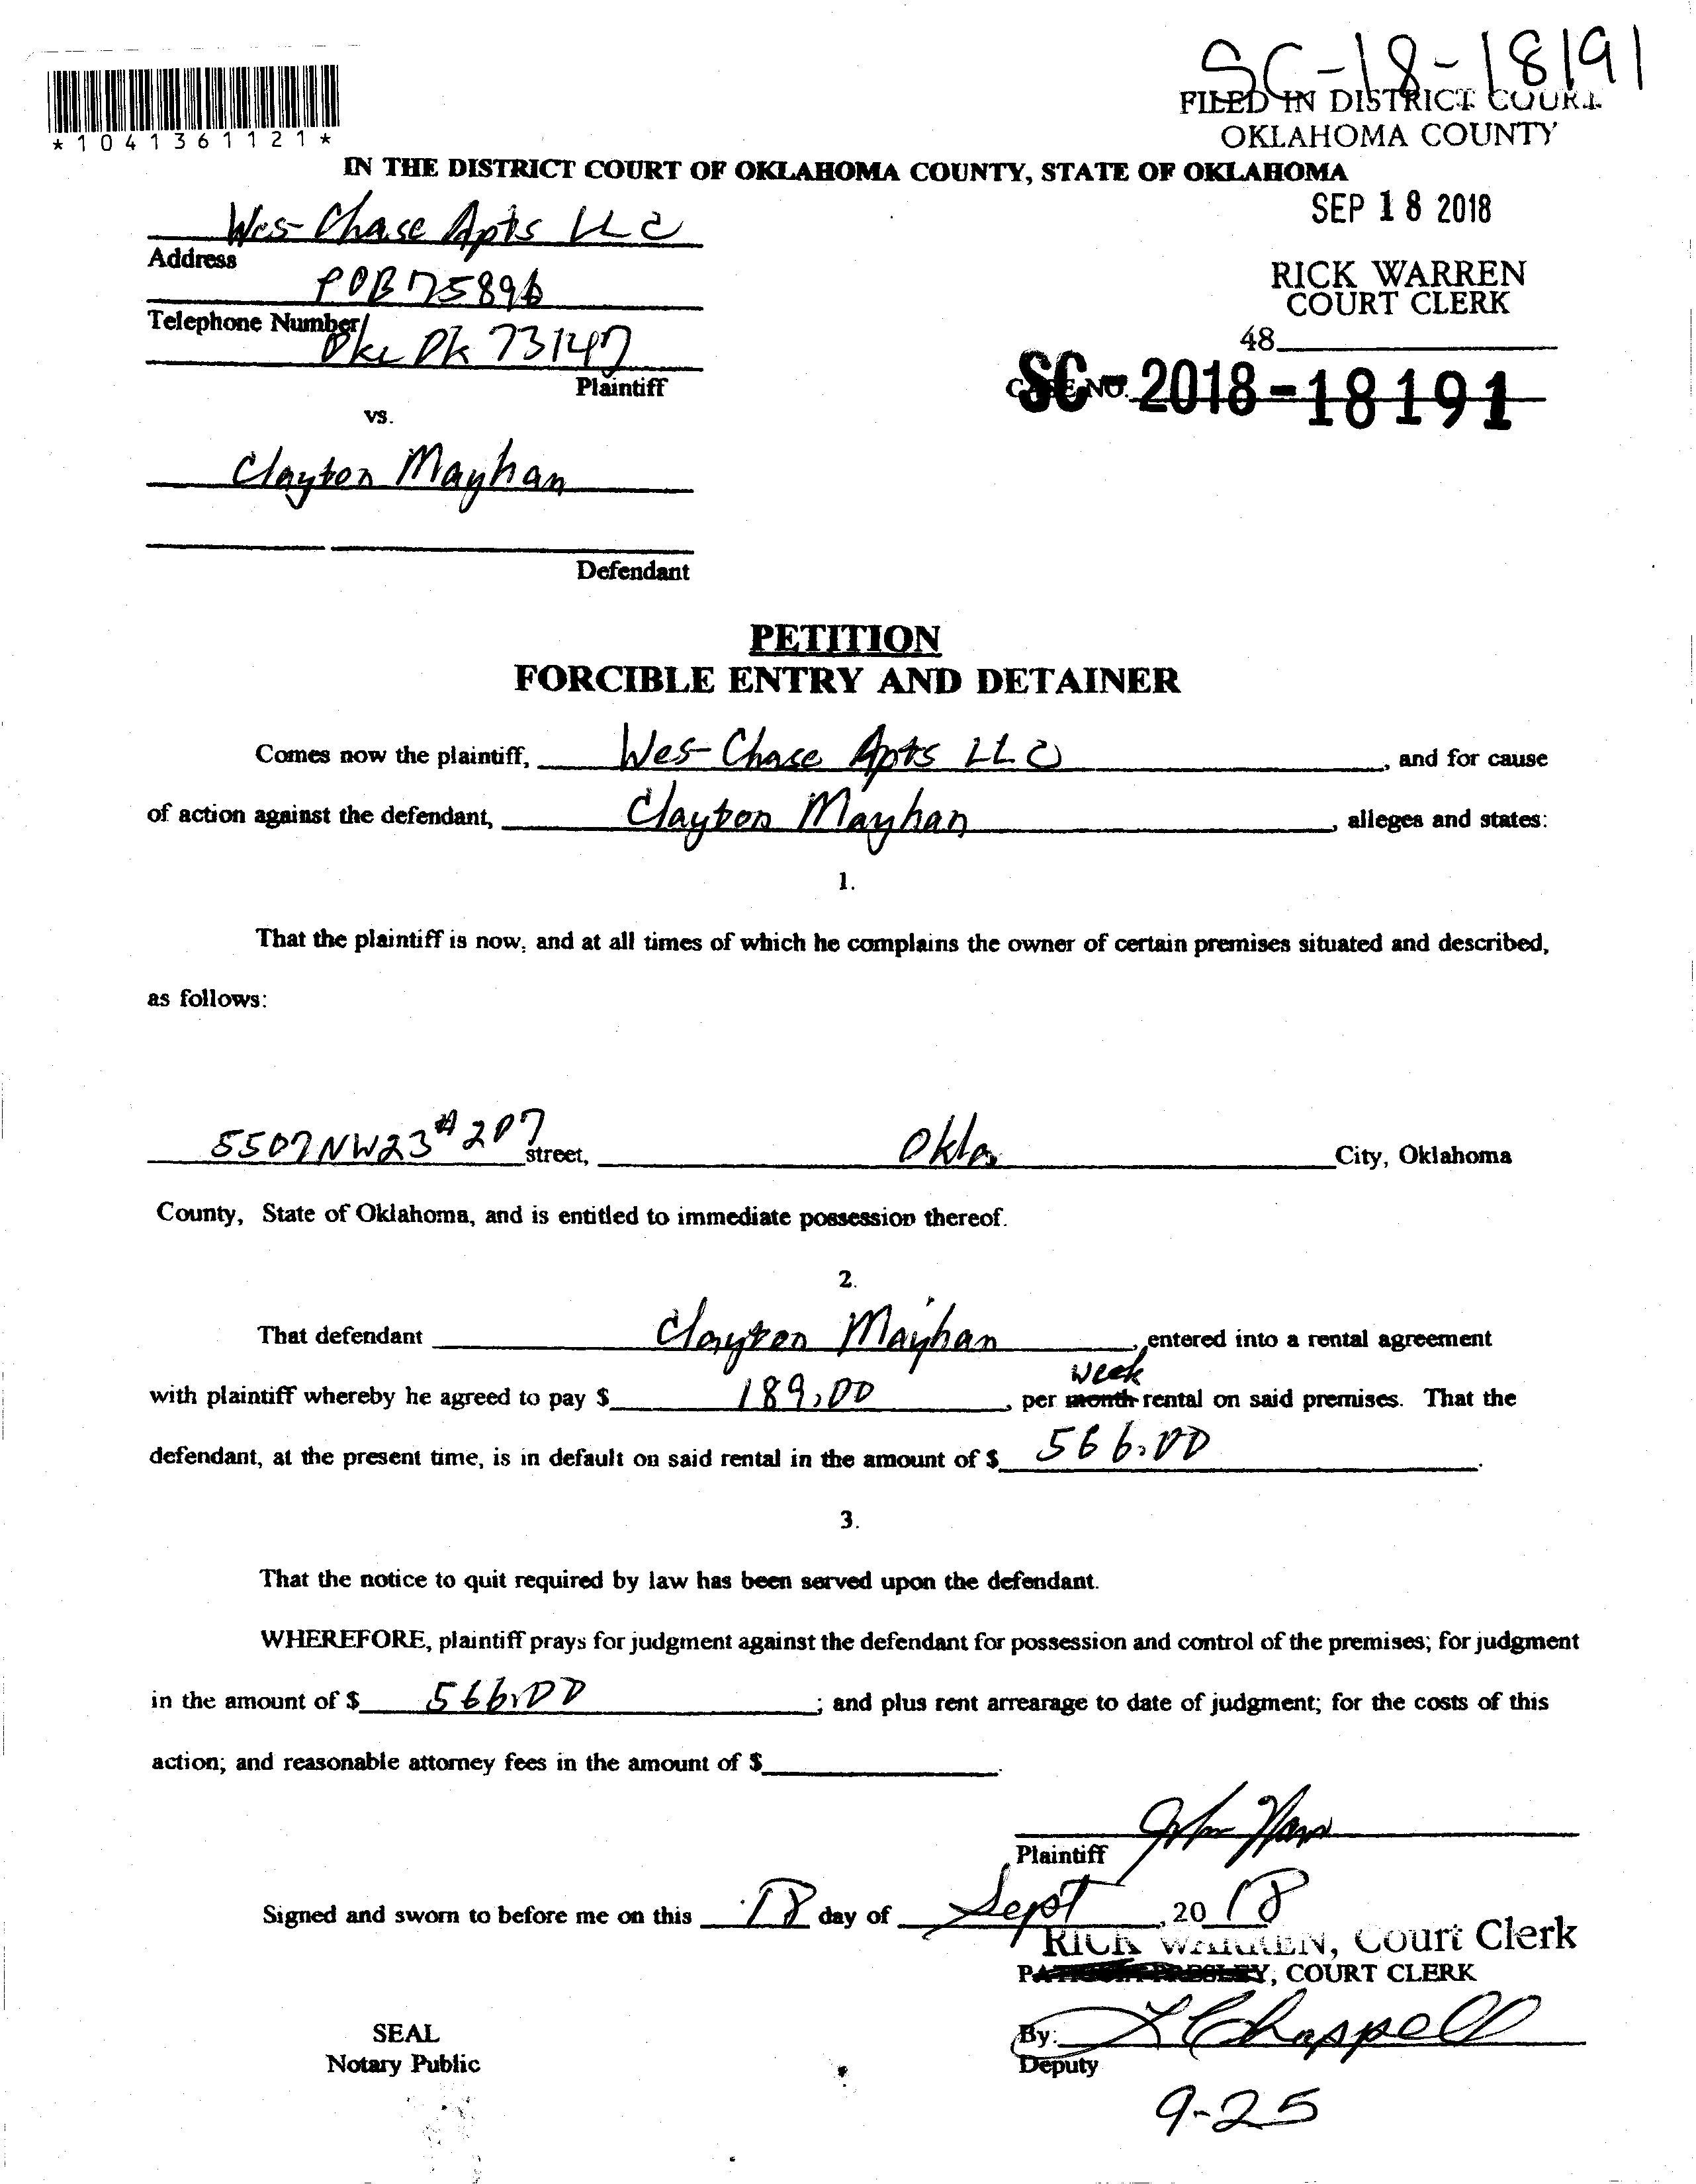 SC-18-18191
FILED IN DISTRICT COURT
OKLAHOMA COUNTY
*1041361121*
IN THE DISTRICT COURT OF OKLAHOMA COUNTY, STATE OF OKLAHOMA
SEP 18 2018
Wes-Chase Apts LLC
Address
POB 75896
RICK WARREN
COURT CLERK
Telephone Number
Okc Ok 73147
48
Plaintiff
CASE NO. SC-2018-18191
vs.
Clayton Mayhan
Defendant
PETITION
FORCIBLE ENTRY AND DETAINER
Comes now the plaintiff, Wes-Chase Apts LLC, and for cause
of action against the defendant, Clayton Mayhan, alleges and states:
1.
That the plaintiff is now, and at all times of which he complains the owner of certain premises situated and described,
as follows:
5507 NW 23 #207 street, Okla City, Oklahoma
County, State of Oklahoma, and is entitled to immediate possession thereof.
2.
That defendant Clayton Mayhan, entered into a rental agreement
week
with plaintiff whereby he agreed to pay $ 189.00, per month rental on said premises. That the
defendant, at the present time, is in default on said rental in the amount of $ 566.00.
3.
That the notice to quit required by law has been served upon the defendant.
WHEREFORE, plaintiff prays for judgment against the defendant for possession and control of the premises; for judgment
in the amount of $ 566.00; and plus rent arrearage to date of judgment; for the costs of this
action; and reasonable attorney fees in the amount of $
Plaintiff
Signed and sworn to before me on this 18 day of Sept, 20 18
RICK WARREN, Court Clerk
COURT CLERK
SEAL
By: L Chappell
Notary Public
Deputy
9-25